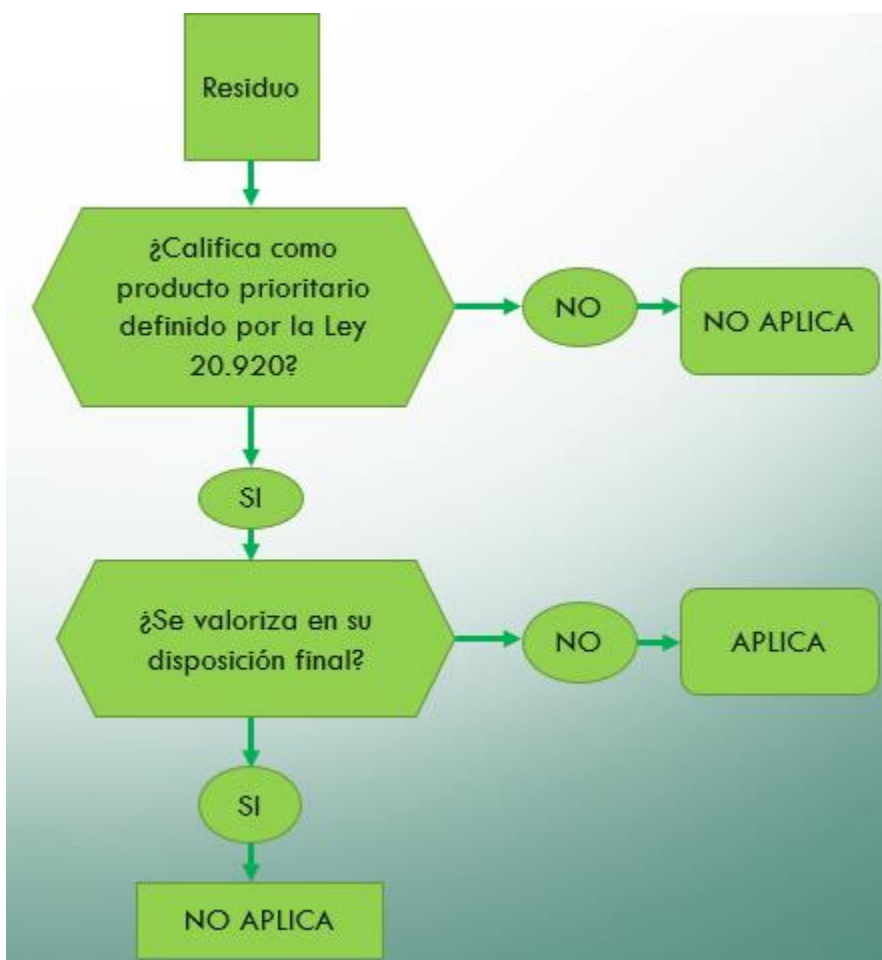 Residuo
¿Califica como
producto prioritario
definido por la Ley
20.920?
NO
NO APLICA
SI
¿Se valoriza en su
disposición final?
NO
APLICA
SI
NO APLICA